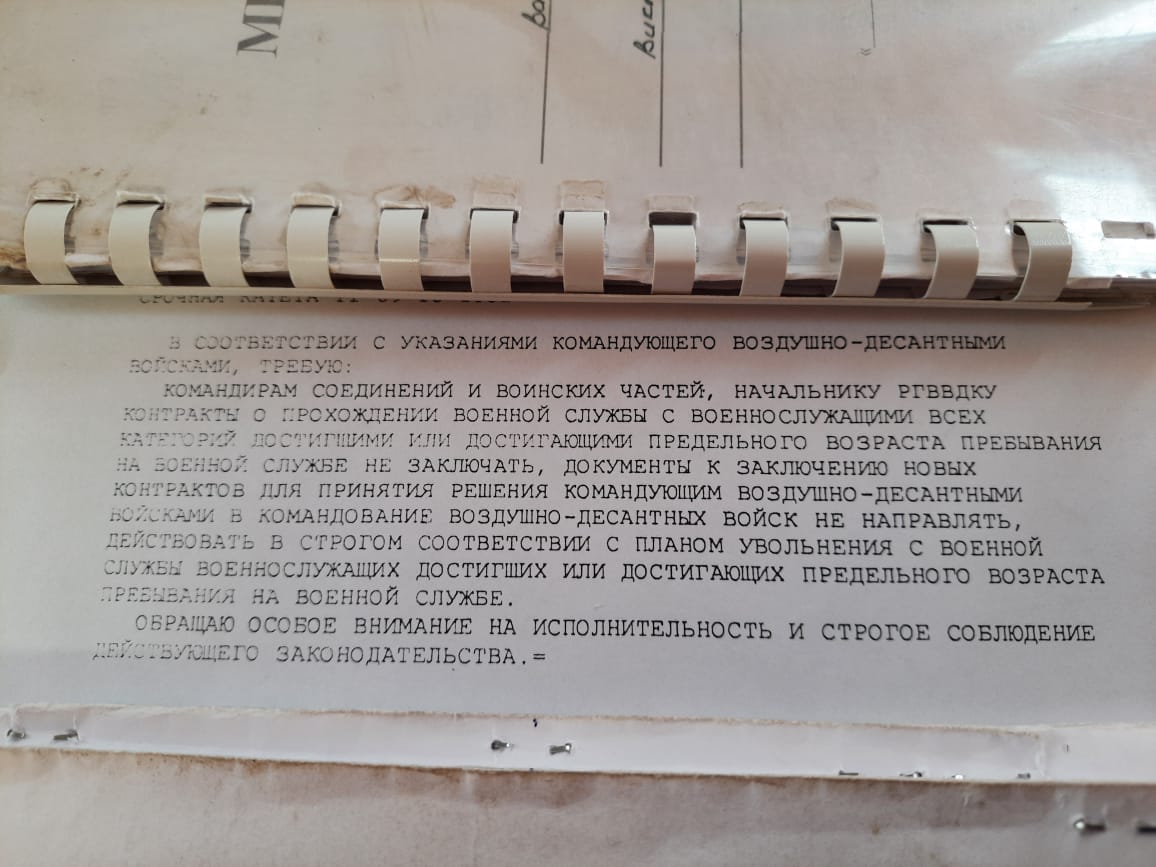 В СООТВЕТСТВИИ С УКАЗАНИЯМИ КОМАНДУЮЩЕГО ВОЗДУШНО-ДЕСАНТНЫМИ
ВОЙСКАМИ, ТРЕБУЮ:
КОМАНДИРАМ СОЕДИНЕНИЙ И ВОИНСКИХ ЧАСТЕЙ, НАЧАЛЬНИКУ РГВВДКУ
КОНТРАКТЫ О ПРОХОЖДЕНИИ ВОЕННОЙ СЛУЖБЫ С ВОЕННОСЛУЖАЩИМИ ВСЕХ
КАТЕГОРИЙ ДОСТИГШИМИ ИЛИ ДОСТИГАЮЩИМИ ПРЕДЕЛЬНОГО ВОЗРАСТА ПРЕБЫВАНИЯ
НА ВОЕННОЙ СЛУЖБЕ НЕ ЗАКЛЮЧАТЬ, ДОКУМЕНТЫ К ЗАКЛЮЧЕНИЮ НОВЫХ
КОНТРАКТОВ ДЛЯ ПРИНЯТИЯ РЕШЕНИЯ КОМАНДУЮЩИМ ВОЗДУШНО-ДЕСАНТНЫМИ
ВОЙСКАМИ В КОМАНДОВАНИЕ ВОЗДУШНО-ДЕСАНТНЫХ ВОЙСК НЕ НАПРАВЛЯТЬ,
ДЕЙСТВОВАТЬ В СТРОГОМ СООТВЕТСТВИИ С ПЛАНОМ УВОЛЬНЕНИЯ С ВОЕННОЙ
СЛУЖБЫ ВОЕННОСЛУЖАЩИХ ДОСТИГШИХ ИЛИ ДОСТИГАЮЩИХ ПРЕДЕЛЬНОГО ВОЗРАСТА
ПРЕБЫВАНИЯ НА ВОЕННОЙ СЛУЖБЕ.
ОБРАЩАЮ ОСОБОЕ ВНИМАНИЕ НА ИСПОЛНИТЕЛЬНОСТЬ И СТРОГОЕ СОБЛЮДЕНИЕ
ДЕЙСТВУЮЩЕГО ЗАКОНОДАТЕЛЬСТВА.=